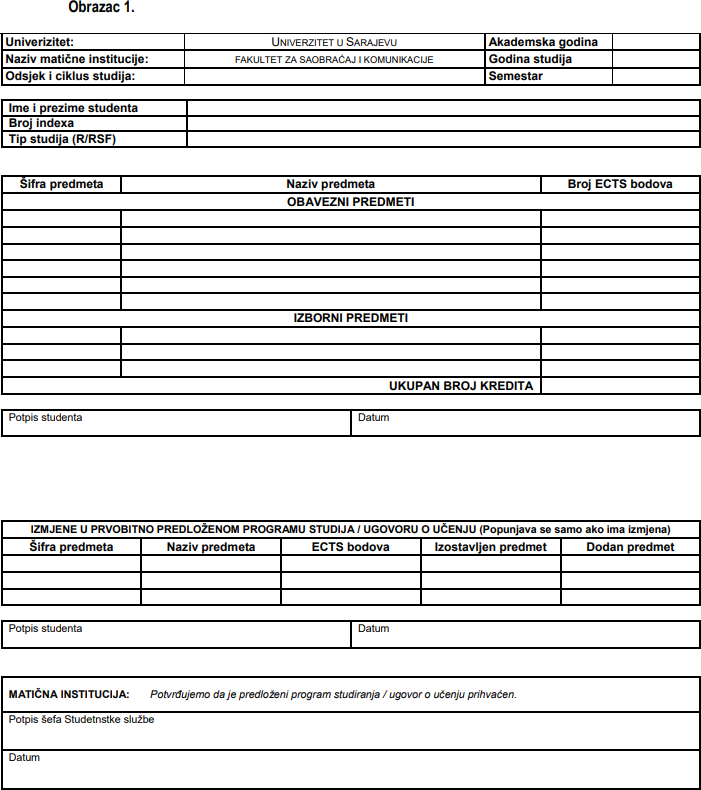 Obrazac 1.
Univerizitet: UNIVERZITET U SARAJEVU Akademska godina
Naziv matične institucije: FAKULTET ZA SAOBRAĆAJ I KOMUNIKACIJE Godina studija
Odsjek i ciklus studija: Semestar
Ime i prezime studenta
Broj indexa
Tip studija (R/RSF)
Šifra predmeta Naziv predmeta Broj ECTS bodova
OBAVEZNI PREDMETI
IZBORNI PREDMETI
UKUPAN BROJ KREDITA
Potpis studenta Datum
IZMJENE U PRVOBITNO PREDLOŽENOM PROGRAMU STUDIJA / UGOVORU O UČENJU (Popunjava se samo ako ima izmjena)
Šifra predmeta Naziv predmeta ECTS bodova Izostavljen predmet Dodan predmet
Potpis studenta Datum
MATIČNA INSTITUCIJA: Potvrđujemo da je predloženi program studiranja / ugovor o učenju prihvaćen.
Potpis šefa Studetnstke službe
Datum